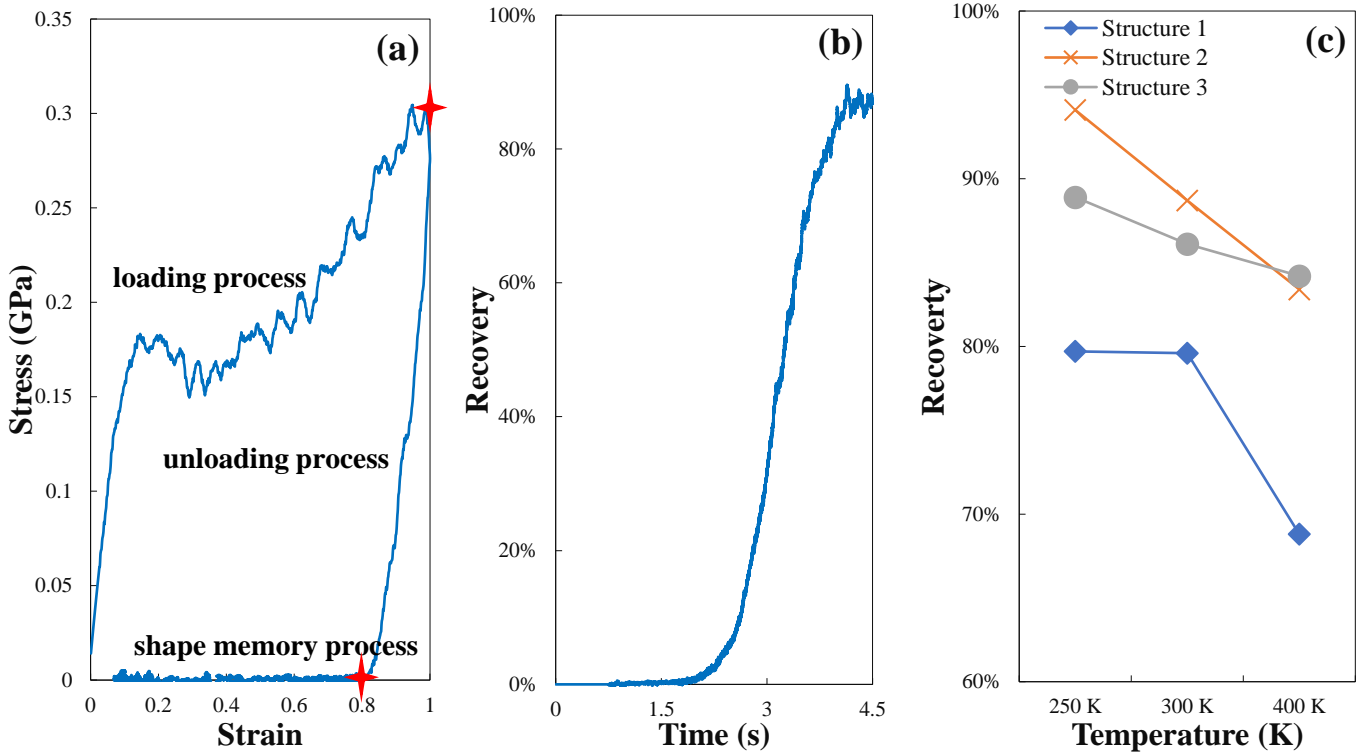 (a)
0.35
0.3
0.25
0.2
0.15
0.1
0.05
0
Stress (GPa)
loading process
unloading process
shape memory process
0
0.2
0.4
0.6
0.8
1
Strain
(b)
100%
80%
60%
40%
20%
0%
Recovery
0
1.5
3
4.5
Time (s)
(c)
Structure 1
Structure 2
Structure 3
100%
90%
80%
70%
60%
Recoverty
250 K
300 K
400 K
Temperature (K)